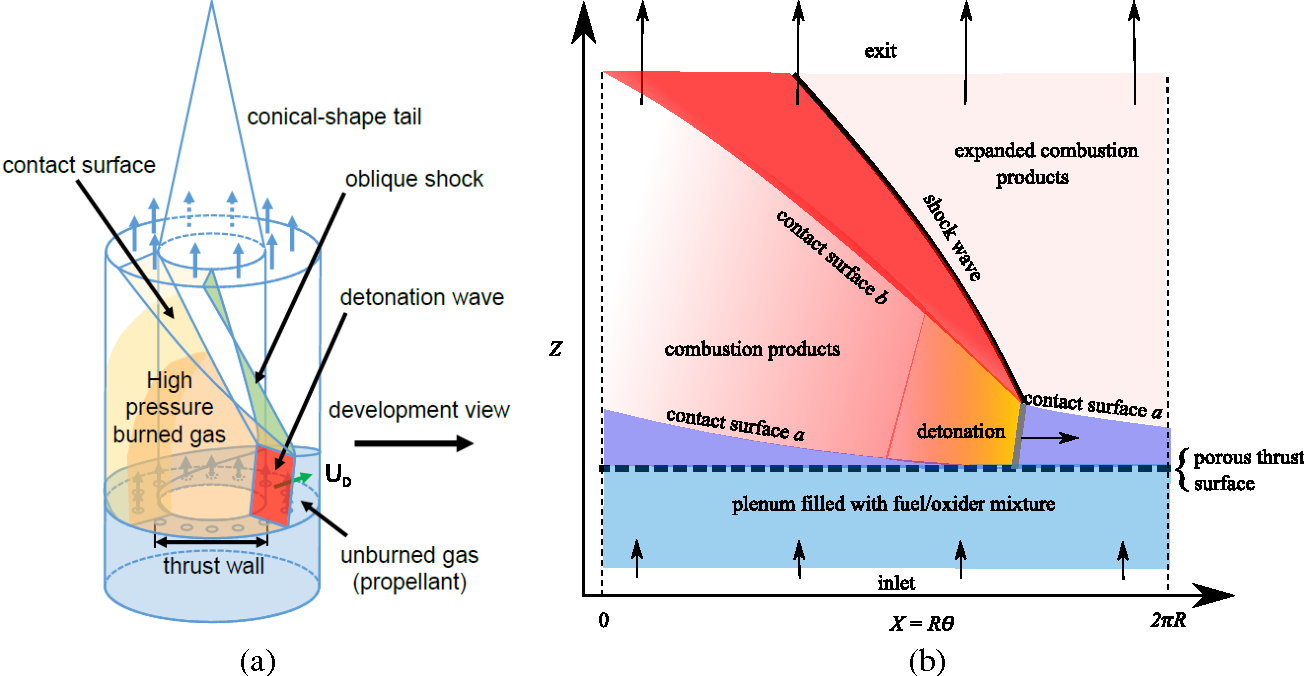 conical-shape tail
contact surface
oblique shock
detonation wave
High
pressure
burned gas
development view
U_D
thrust wall
unburned gas
(propellant)
(a)
exit
expanded combustion
products
shock wave
contact surface b
Z
combustion products
contact surface a
detonation
contact surface a
porous thrust
surface
plenum filled with fuel/oxider mixture
inlet
0
X = Rθ
2πR
(b)